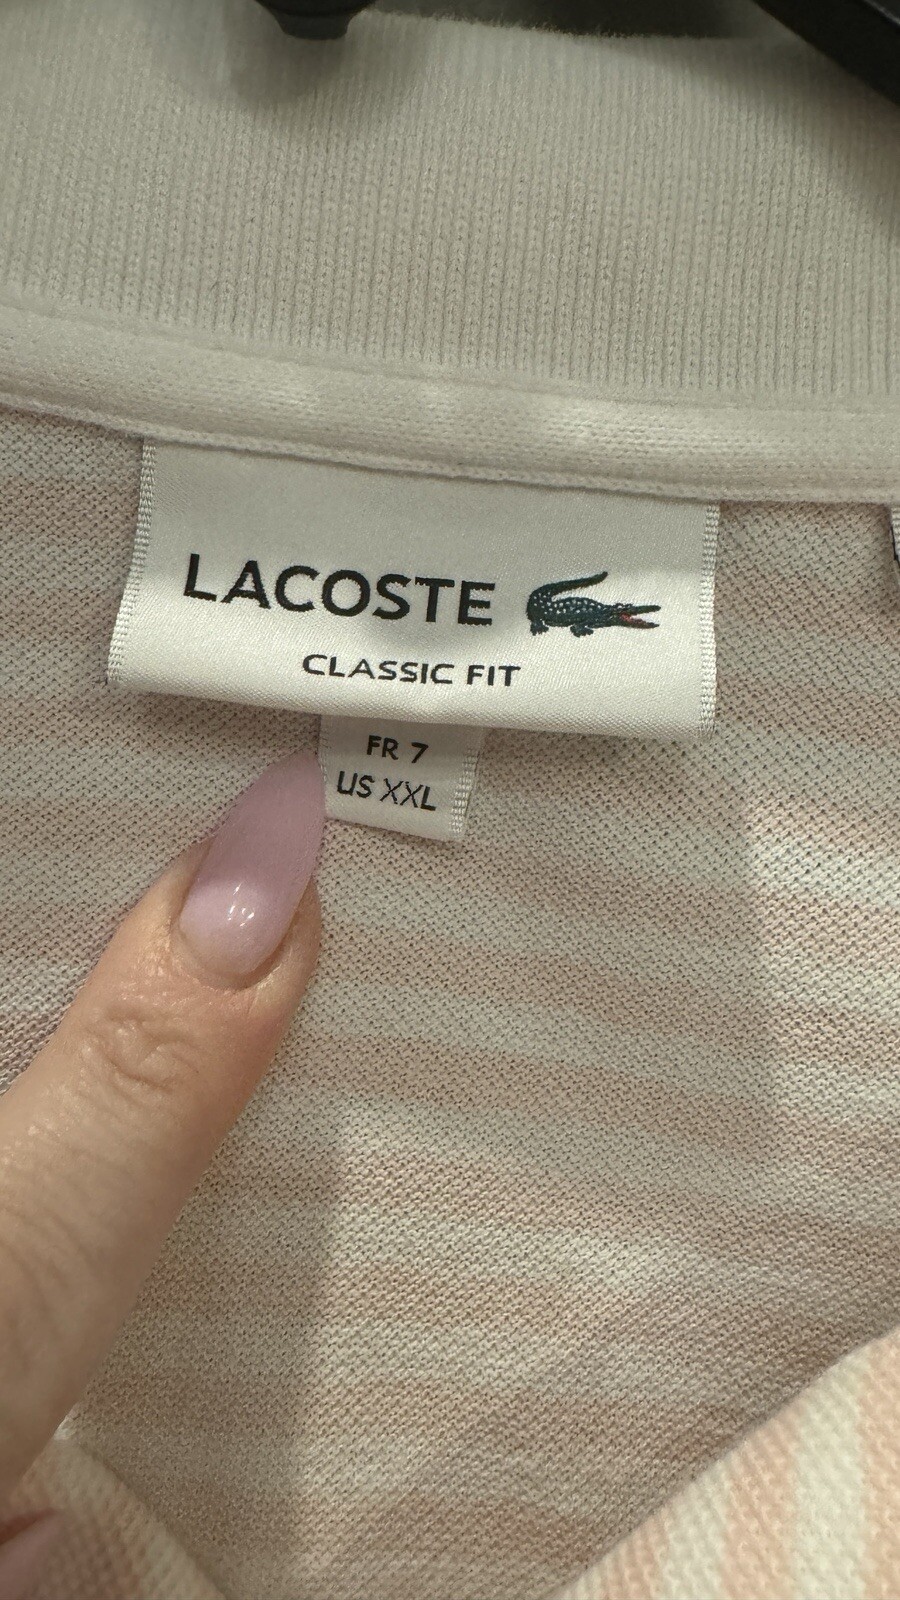 LACOSTE
CLASSIC FIT
FR 7
US XXL